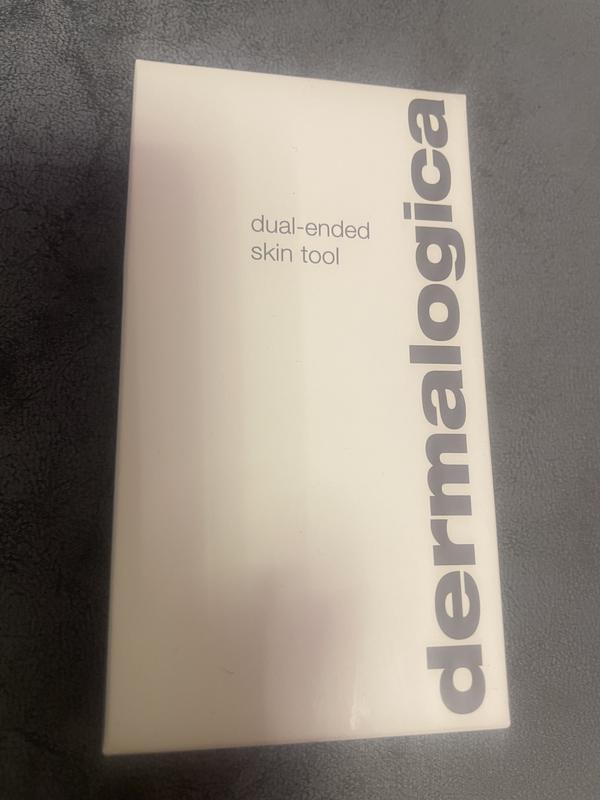 dual-ended
skin tool
dermalogica